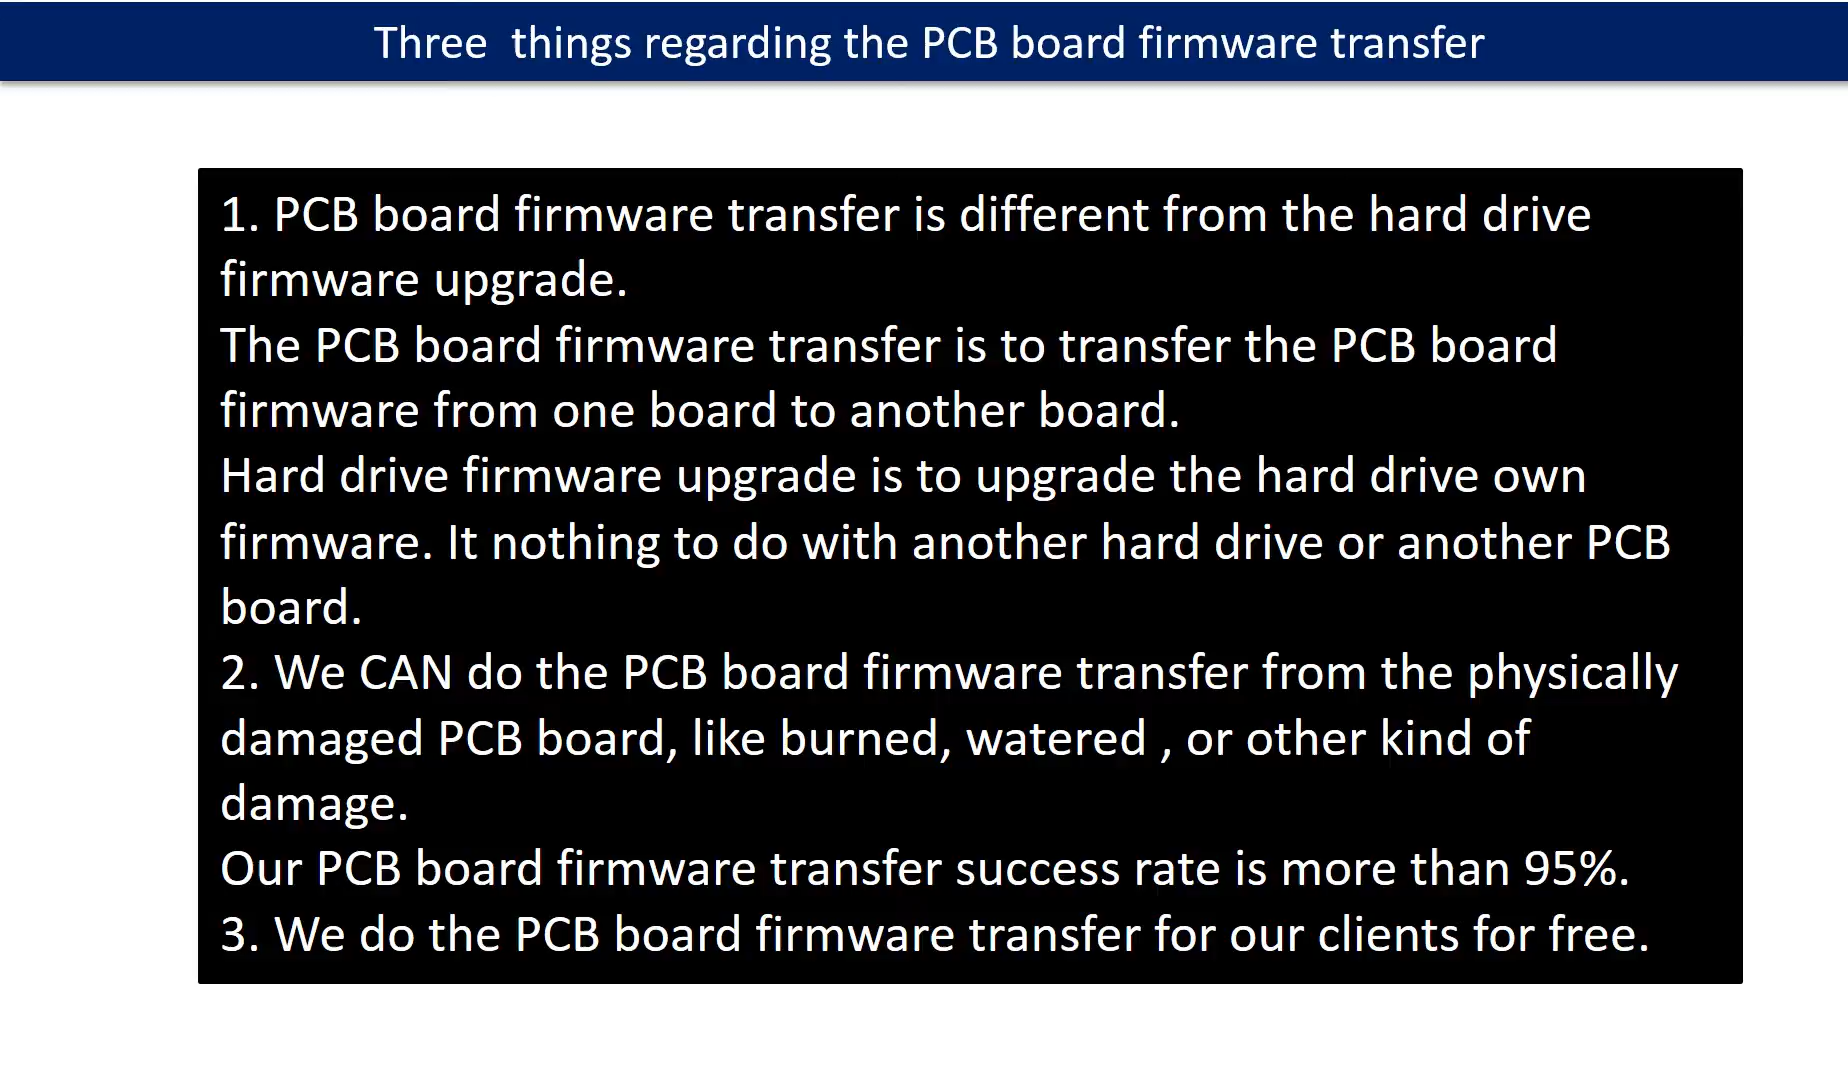 Three  things regarding the PCB board firmware transfer
1. PCB board firmware transfer is different from the hard drive
firmware upgrade.
The PCB board firmware transfer is to transfer the PCB board
firmware from one board to another board.
Hard drive firmware upgrade is to upgrade the hard drive own
firmware. It nothing to do with another hard drive or another PCB
board.
2. We CAN do the PCB board firmware transfer from the physically
damaged PCB board, like burned, watered , or other kind of
damage.
Our PCB board firmware transfer success rate is more than 95%.
3. We do the PCB board firmware transfer for our clients for free.